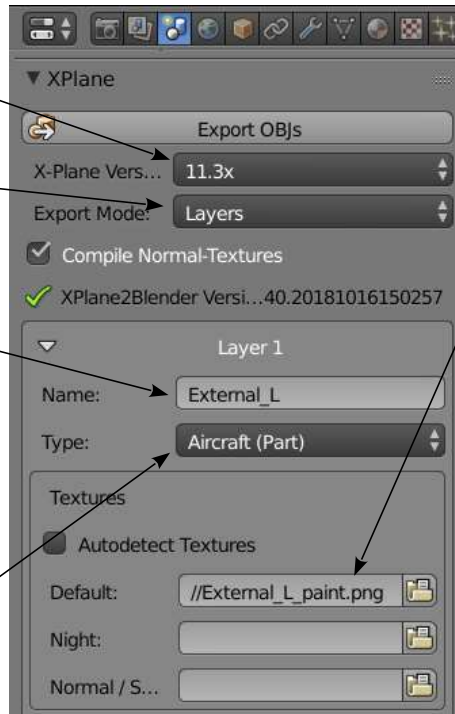 XPlane
Export OBJs
X-Plane Vers... 11.3x
Export Mode: Layers
Compile Normal-Textures
XPlane2Blender Versi...40.20181016150257
Layer 1
Name: External_L
Type: Aircraft (Part)
Textures
Autodetect Textures
Default: //External_L_paint.png
Night:
Normal / S...